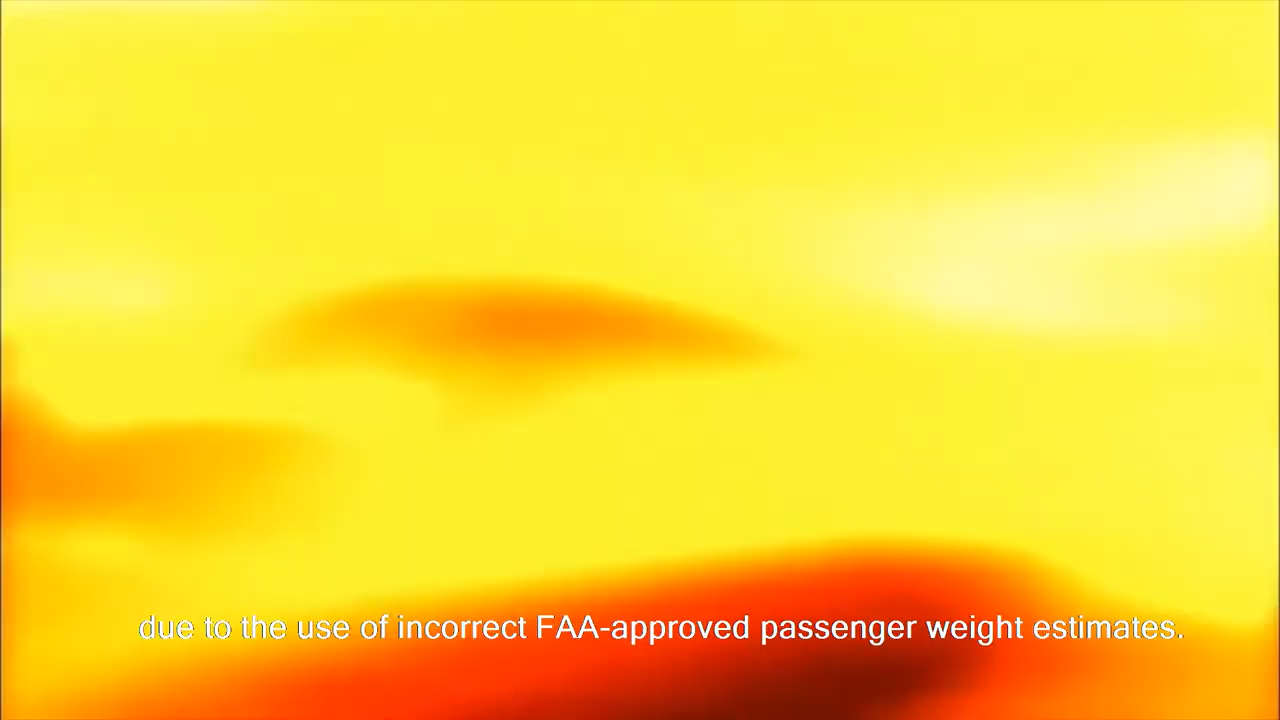 due to the use of incorrect FAA-approved passenger weight estimates.